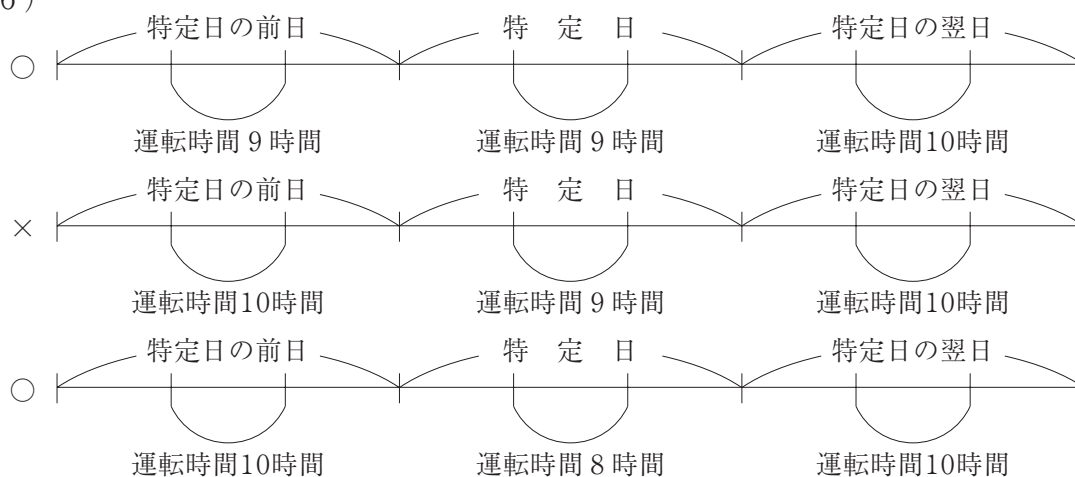 6)
特定日の前日 特 定 日 特定日の翌日
○
運転時間9時間 運転時間9時間 運転時間10時間
特定日の前日 特 定 日 特定日の翌日
×
運転時間10時間 運転時間9時間 運転時間10時間
特定日の前日 特 定 日 特定日の翌日
○
運転時間10時間 運転時間8時間 運転時間10時間